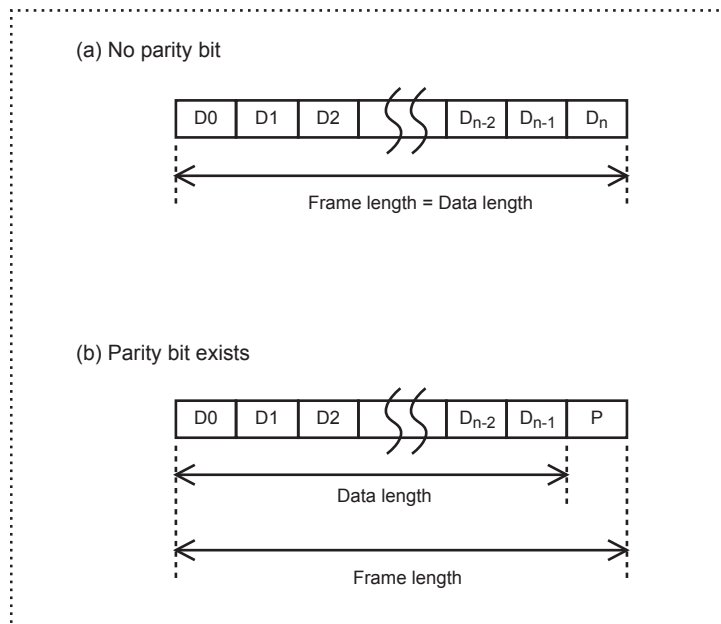 (a) No parity bit
D0 D1 D2 Dn-2 Dn-1 Dn
Frame length = Data length
(b) Parity bit exists
D0 D1 D2 Dn-2 Dn-1 P
Data length
Frame length